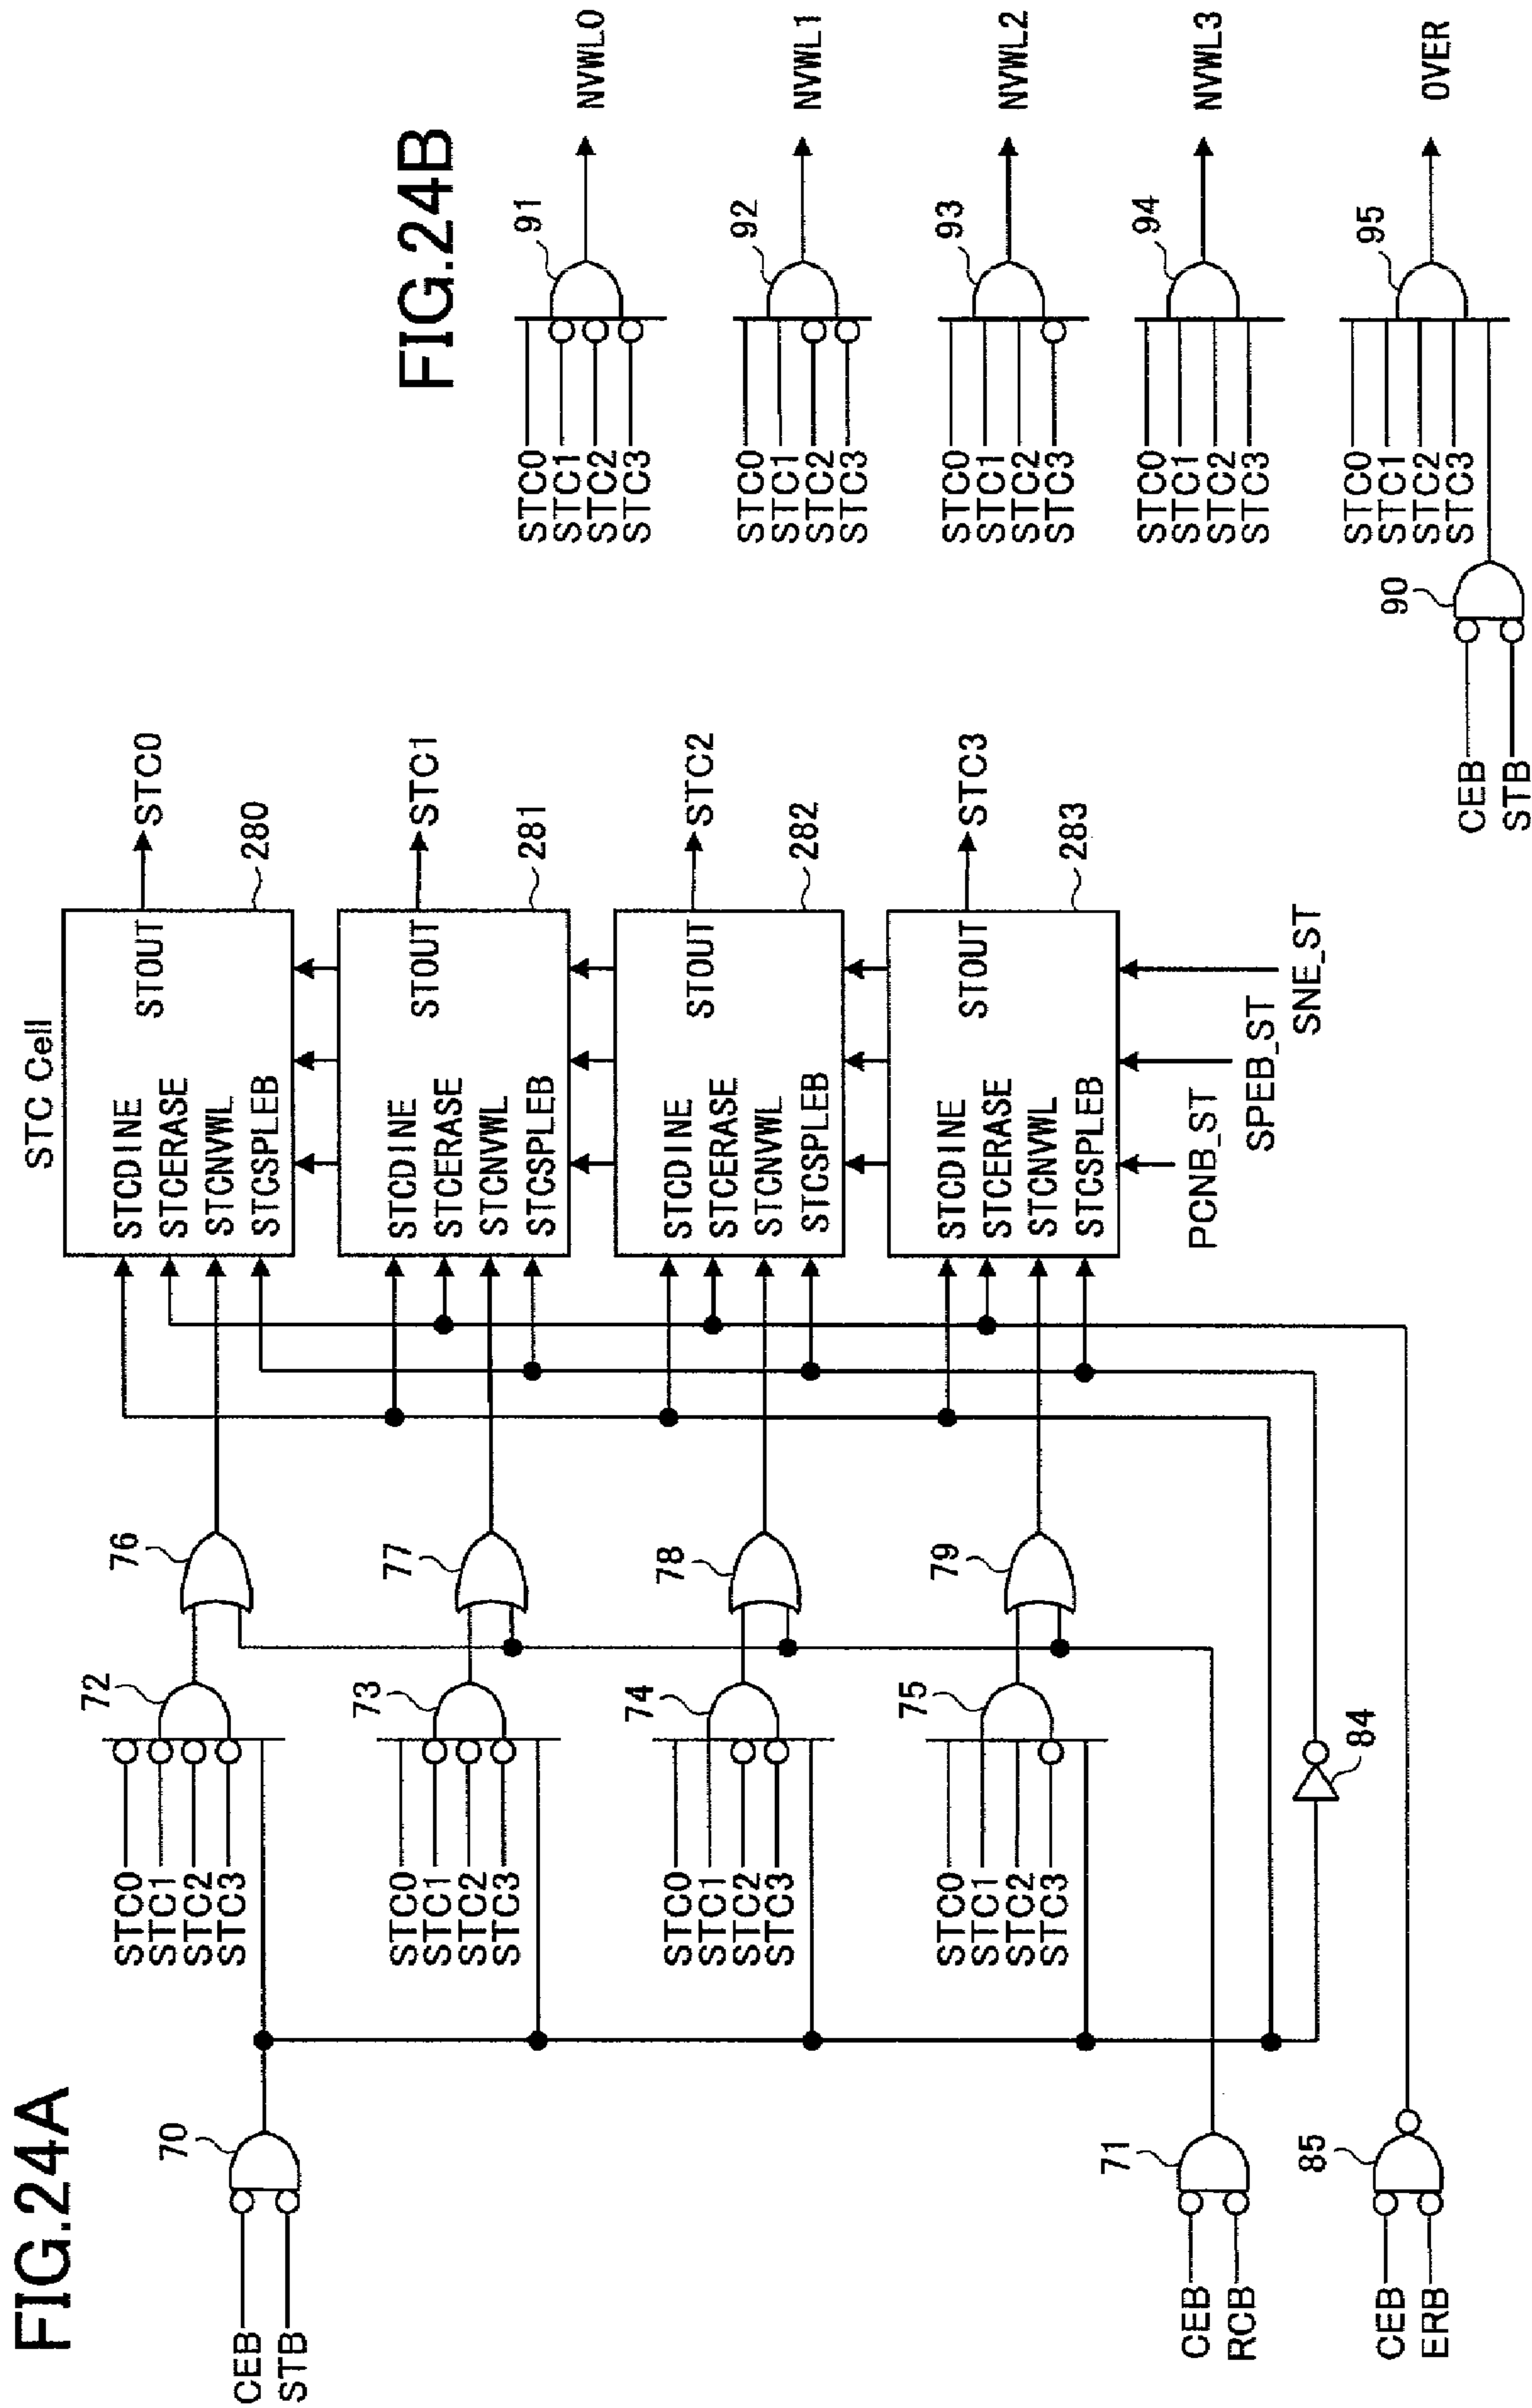 FIG.24A
CEB
STB
70
STC0
STC1
STC2
STC3
72
76
STC0
STC1
STC2
STC3
73
77
STC0
STC1
STC2
STC3
74
78
STC0
STC1
STC2
STC3
75
79
CEB
RCB
71
CEB
ERB
85
84
STC Cell
STCDINE
STCERASE
STCNVWL
STCSPLEB
STOUT
STC0
280
STCDINE
STCERASE
STCNVWL
STCSPLEB
STOUT
STC1
281
STCDINE
STCERASE
STCNVWL
STCSPLEB
STOUT
STC2
282
STCDINE
STCERASE
STCNVWL
STCSPLEB
STOUT
STC3
283
PCNB_ST
SPEB_ST
SNE_ST
FIG.24B
STC0
STC1
STC2
STC3
91
NVWL0
STC0
STC1
STC2
STC3
92
NVWL1
STC0
STC1
STC2
STC3
93
NVWL2
STC0
STC1
STC2
STC3
94
NVWL3
STC0
STC1
STC2
STC3
95
OVER
CEB
STB
90